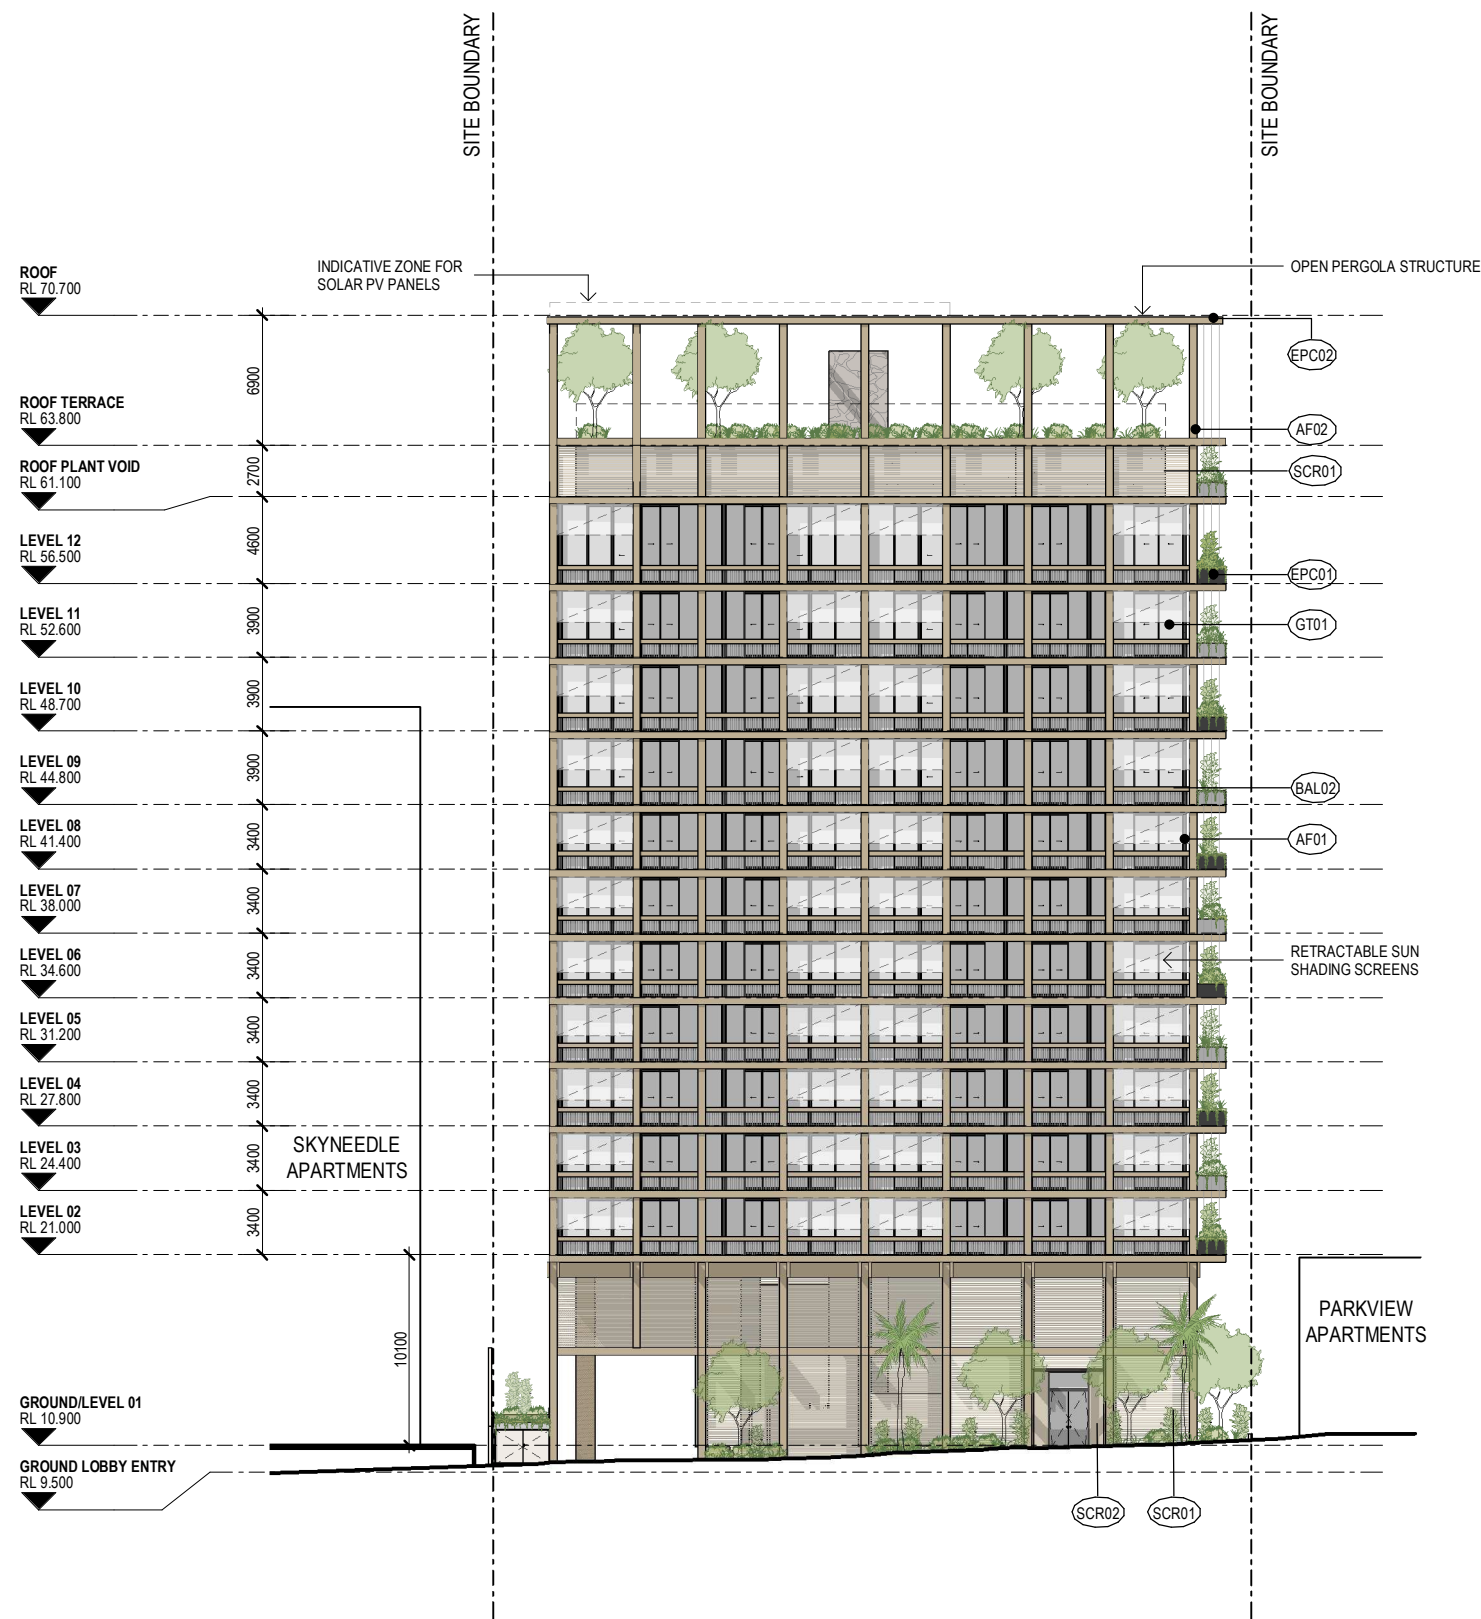 SITE BOUNDARY
SITE BOUNDARY
INDICATIVE ZONE FOR
SOLAR PV PANELS
OPEN PERGOLA STRUCTURE
ROOF
RL 70.700
EPC02
6900
ROOF TERRACE
RL 63.800
AF02
ROOF PLANT VOID
RL 61.100
2700
SCR01
LEVEL 12
RL 56.500
4600
EPC01
LEVEL 11
RL 52.600
3900
GT01
LEVEL 10
RL 48.700
3900
LEVEL 09
RL 44.800
3900
BAL02
LEVEL 08
RL 41.400
3400
AF01
LEVEL 07
RL 38.000
3400
LEVEL 06
RL 34.600
3400
RETRACTABLE SUN
SHADING SCREENS
LEVEL 05
RL 31.200
3400
LEVEL 04
RL 27.800
3400
LEVEL 03
RL 24.400
3400
SKYNEEDLE
APARTMENTS
LEVEL 02
RL 21.000
3400
PARKVIEW
APARTMENTS
10100
GROUND/LEVEL 01
RL 10.900
GROUND LOBBY ENTRY
RL 9.500
SCR02
SCR01